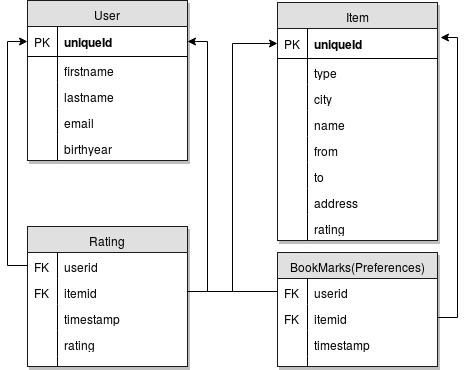 User
PK uniqueId
firstname
lastname
email
birthyear
Item
PK uniqueId
type
city
name
from
to
address
rating
Rating
FK userid
FK itemid
timestamp
rating
BookMarks(Preferences)
FK userid
FK itemid
timestamp